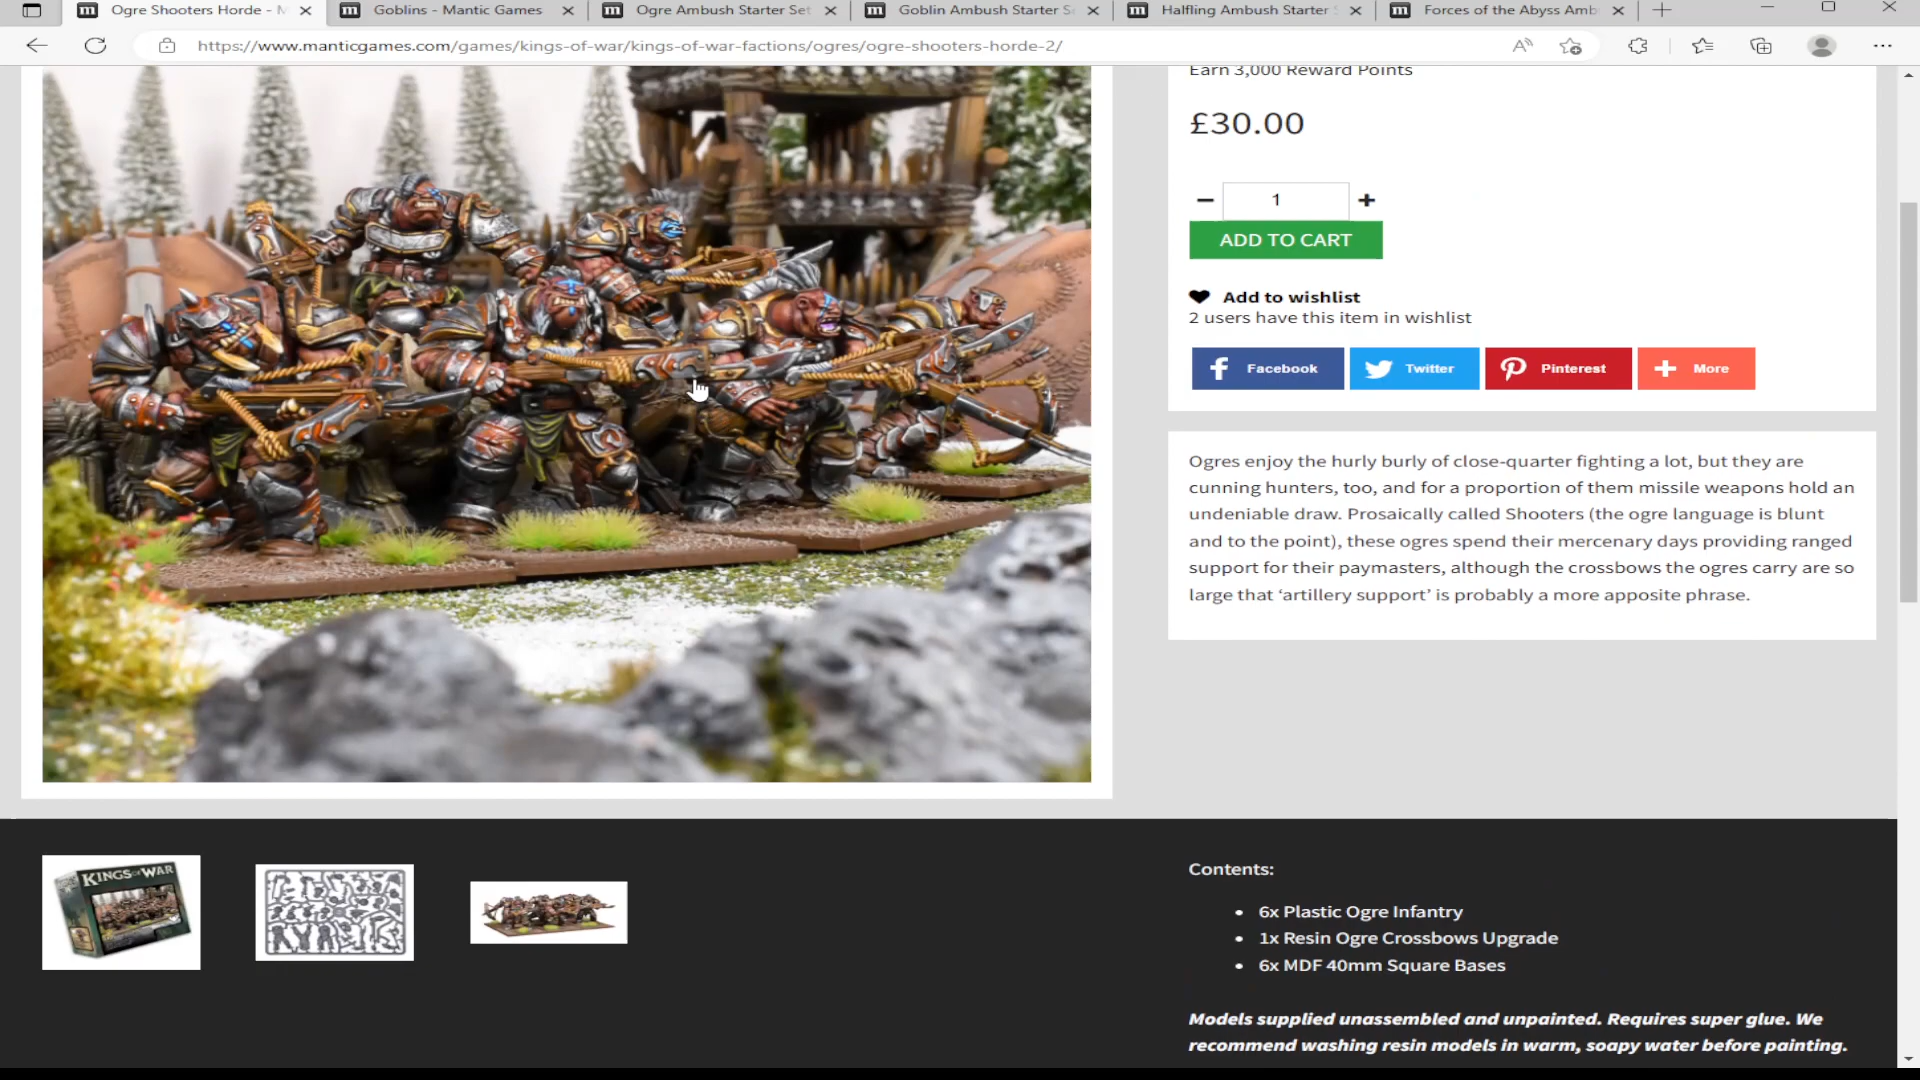 Ogre Shooters Horde - M
Goblins - Mantic Games
Ogre Ambush Starter Set
Goblin Ambush Starter S
Halfling Ambush Starter S
Forces of the Abyss Amb
https://www.manticgames.com/games/kings-of-war/kings-of-war-factions/ogres/ogre-shooters-horde-2/
Earn 3,000 Reward Points
£30.00
1
ADD TO CART
Add to wishlist
2 users have this item in wishlist
Facebook
Twitter
Pinterest
More
Ogres enjoy the hurly burly of close-quarter fighting a lot, but they are
cunning hunters, too, and for a proportion of them missile weapons hold an
undeniable draw. Prosaically called Shooters (the ogre language is blunt
and to the point), these ogres spend their mercenary days providing ranged
support for their paymasters, although the crossbows the ogres carry are so
large that ‘artillery support’ is probably a more apposite phrase.
KINGS OF WAR
Contents:
6x Plastic Ogre Infantry
1x Resin Ogre Crossbows Upgrade
6x MDF 40mm Square Bases
Models supplied unassembled and unpainted. Requires super glue. We
recommend washing resin models in warm, soapy water before painting.